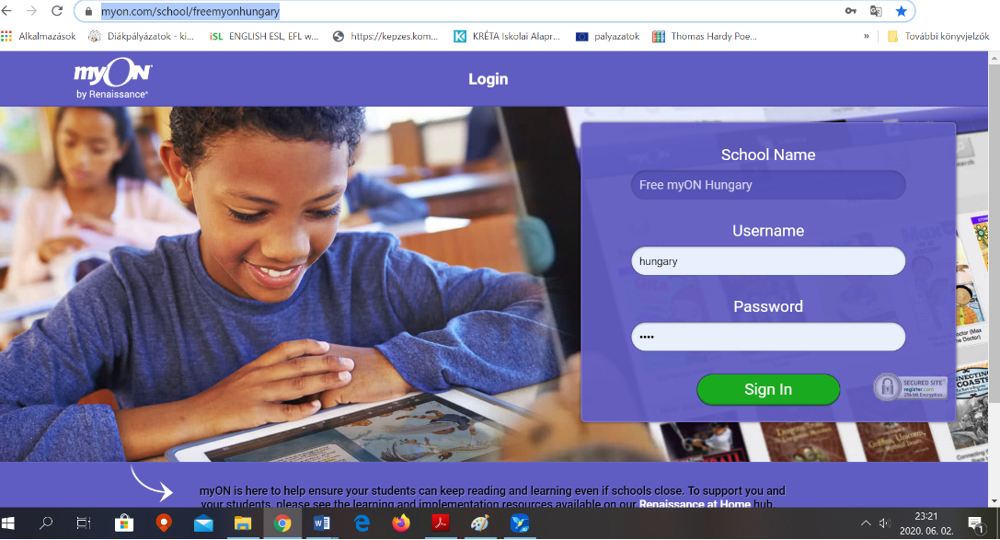 myon.com/school/freemyonhungary
Alkalmazások
Diákpályázatok - ki...
iSL ENGLISH ESL, EFL w...
https://kepzes.kom...
KRÉTA Iskolai Alapr...
palyazatok
Thomas Hardy Poe...
»
További könyvjelzők
myON
by Renaissance
Login
School Name
Free myON Hungary
Username
hungary
Password
••••
Sign In
SECURED SITE
register.com
256 bit Encryption
myON is here to help ensure your students can keep reading and learning even if schools close. To support you and
your students, please see the learning and implementation resources available on our Renaissance at Home hub.
23:21
2020. 06. 02.
1